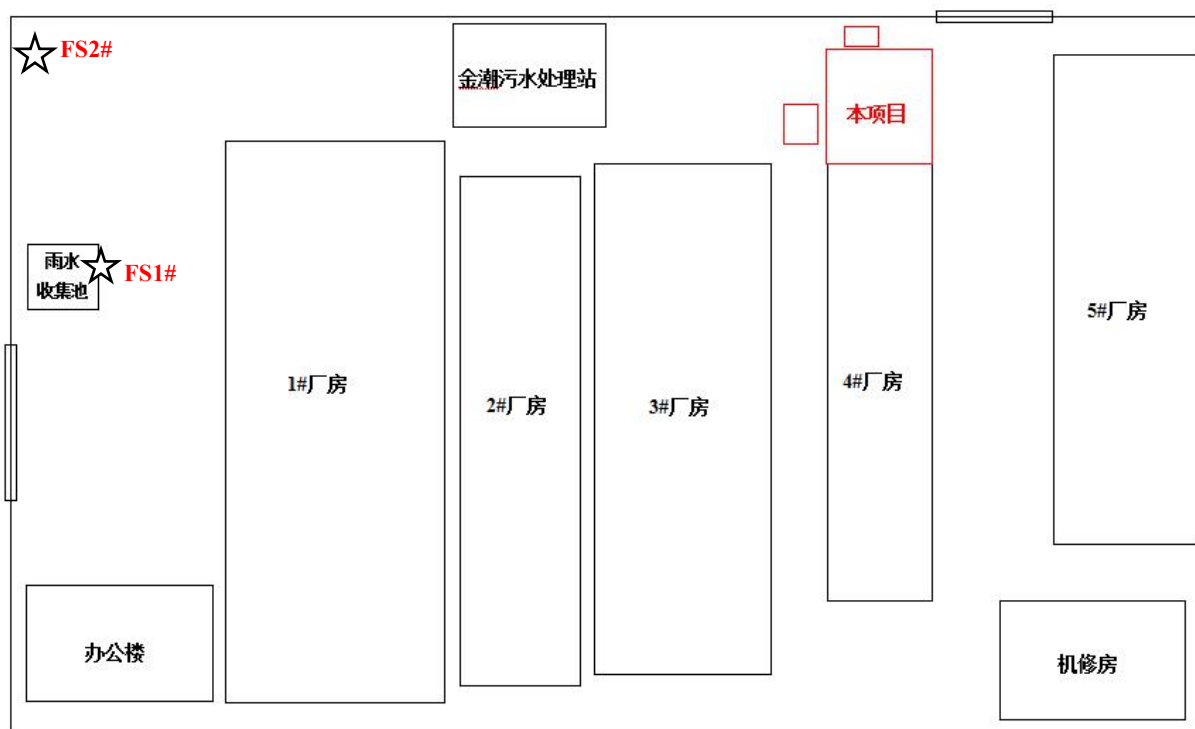 FS2#
金潮污水处理站
本项目
雨水
收集池
FS1#
5#厂房
1#厂房
2#厂房
3#厂房
4#厂房
办公楼
机修房